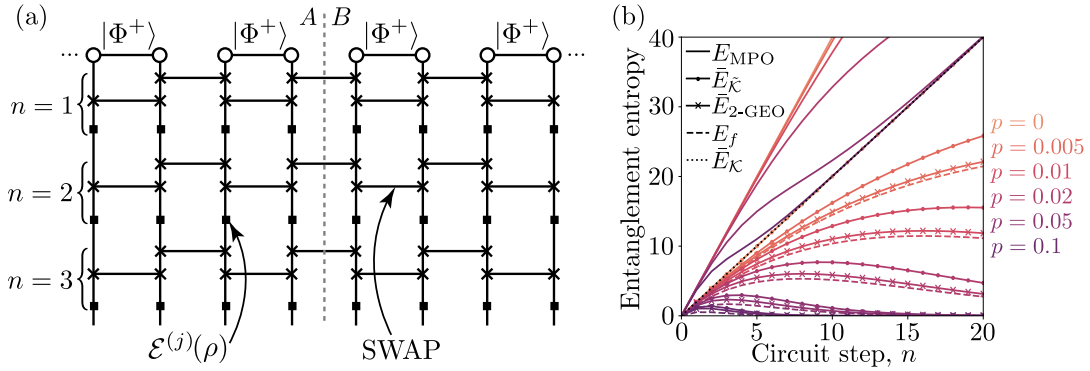 (a)
|Φ⁺⟩ |Φ⁺⟩ A B |Φ⁺⟩ |Φ⁺⟩
... ...
n = 1
n = 2
n = 3
ℰ⁽ʲ⁾(ρ) SWAP
(b)
Entanglement entropy
40
30
20
10
0
0 5 10 15 20
Circuit step, n
E_MPO
Ē_𝒦̃
Ē_2-GEO
E_f
Ē_𝒦
p = 0
p = 0.005
p = 0.01
p = 0.02
p = 0.05
p = 0.1